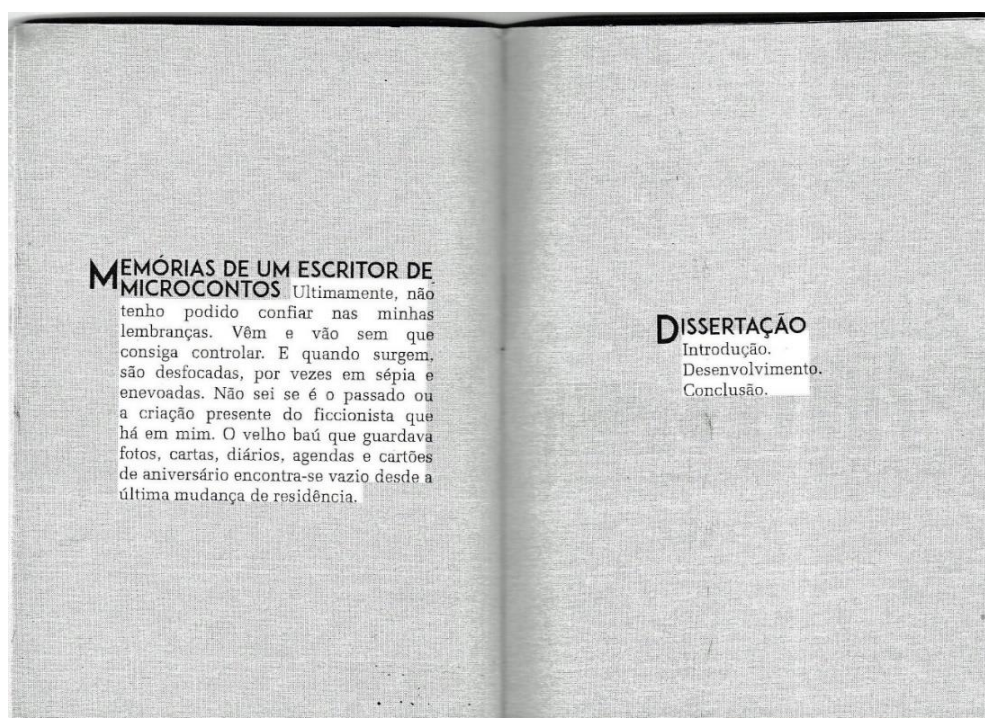 MEMÓRIAS DE UM ESCRITOR DE
MICROCONTOS Ultimamente, não
tenho podido confiar nas minhas
lembranças. Vêm e vão sem que
consiga controlar. E quando surgem,
são desfocadas, por vezes em sépia e
enevoadas. Não sei se é o passado ou
a criação presente do ficcionista que
há em mim. O velho baú que guardava
fotos, cartas, diários, agendas e cartões
de aniversário encontra-se vazio desde a
última mudança de residência.
DISSERTAÇÃO
Introdução.
Desenvolvimento.
Conclusão.